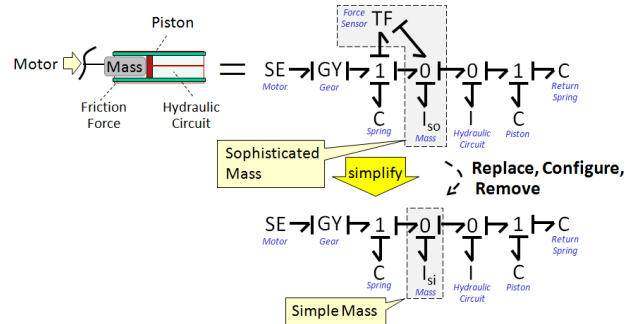 Piston
Motor
Mass
Friction
Force
Hydraulic
Circuit
=
Force
Sensor
TF
SE GY 1 0 0 1 C
Motor
Gear
Return
Spring
C I so I C
Spring
Mass
Hydraulic
Circuit
Piston
Sophisticated
Mass
simplify
Replace, Configure,
Remove
SE GY 1 0 0 1 C
Motor
Gear
Return
Spring
C I si I C
Spring
Mass
Hydraulic
Circuit
Piston
Simple Mass